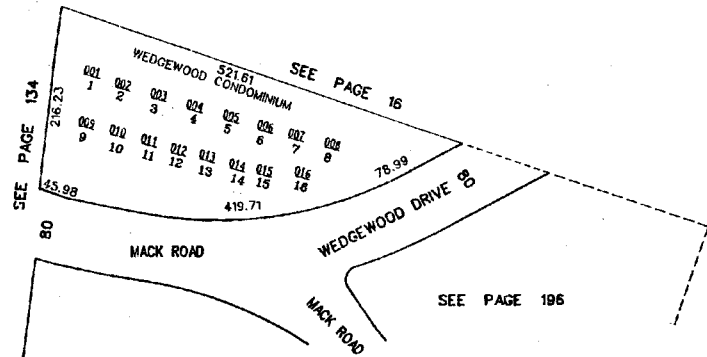 WEDGEWOOD CONDOMINIUM
521.61
SEE PAGE 16
SEE PAGE 134
216.23
001 002 003 004 005 006 007 008
1 2 3 4 5 6 7 8
009 010 011 012 013 014 015 016
9 10 11 12 13 14 15 16
78.99
45.98
419.71
80
MACK ROAD
WEDGEWOOD DRIVE 80
MACK ROAD
SEE PAGE 196